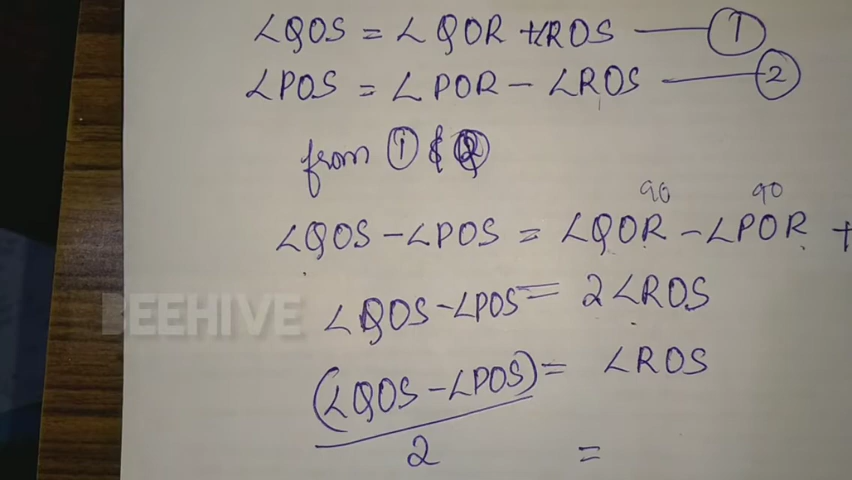 ∠QOS = ∠QOR + ∠ROS — ①
∠POS = ∠POR − ∠ROS — ②
from ① & ②
90 90
∠QOS − ∠POS = ∠QOR − ∠POR +
∠QOS − ∠POS = 2∠ROS
(∠QOS − ∠POS) = ∠ROS
2 =
BEEHIVE